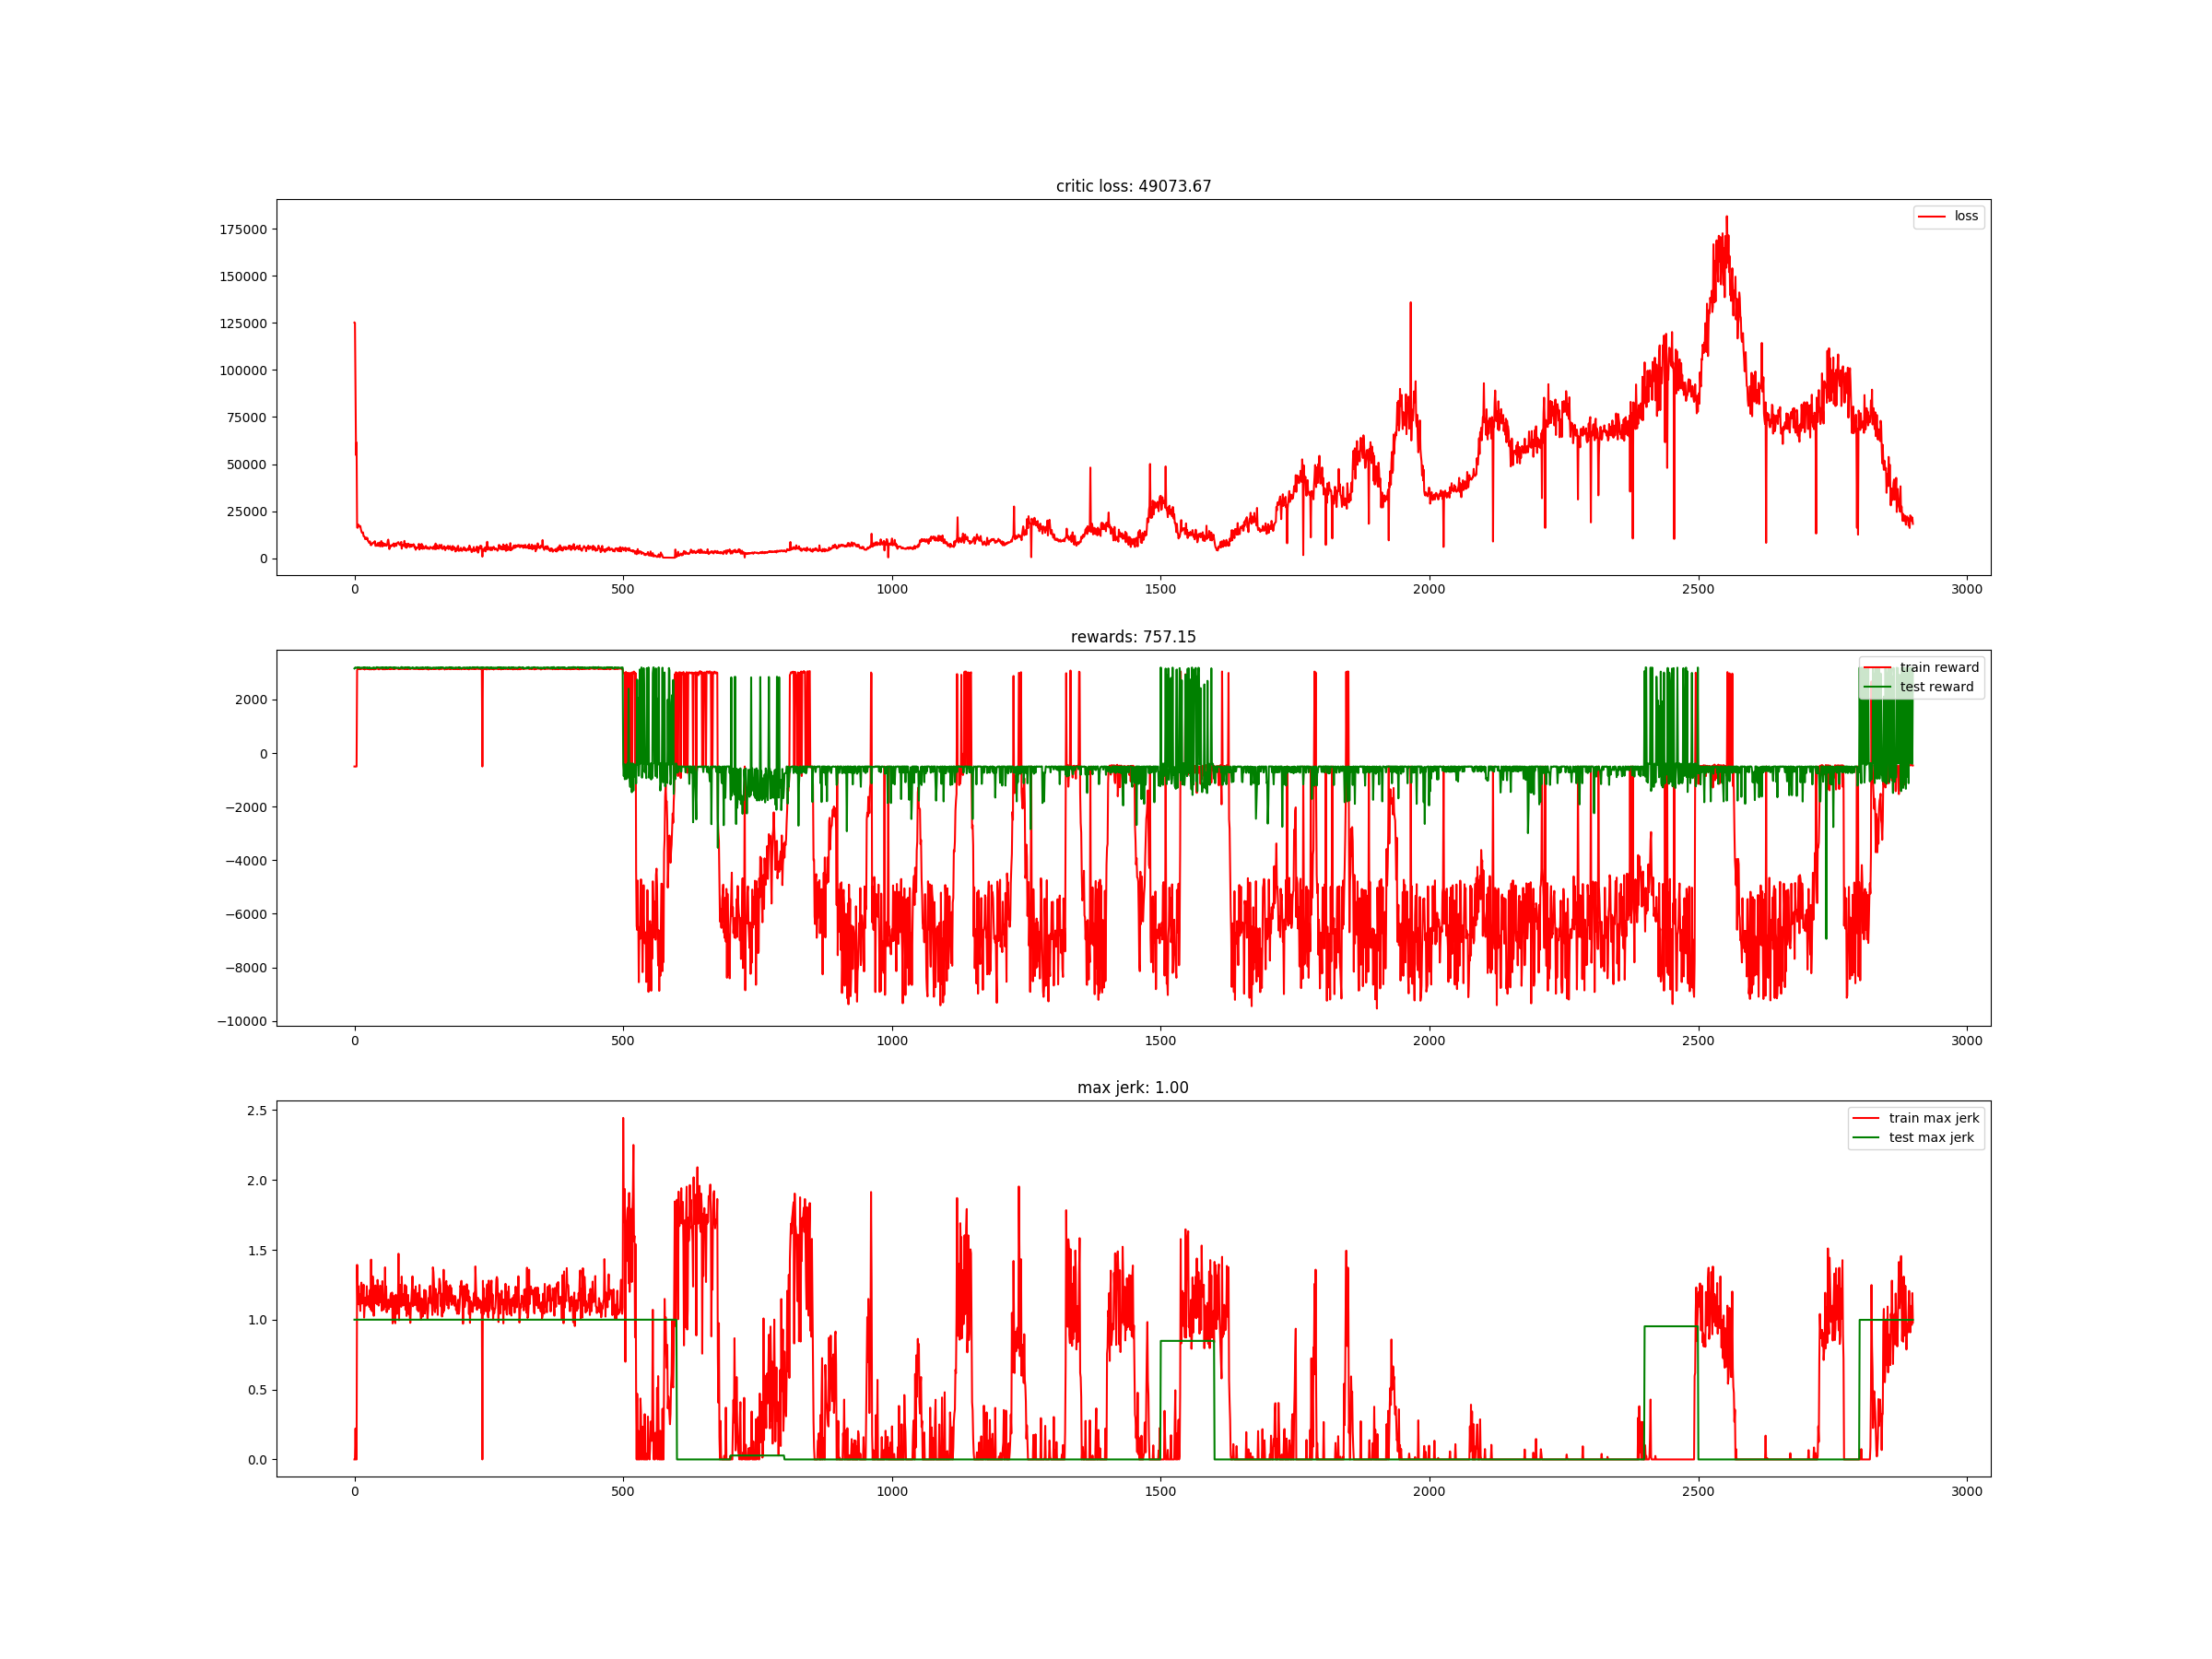 critic loss: 49073.67
loss
175000
150000
125000
100000
75000
50000
25000
0
0 500 1000 1500 2000 2500 3000
rewards: 757.15
train reward
test reward
2000
0
−2000
−4000
−6000
−8000
−10000
0 500 1000 1500 2000 2500 3000
max jerk: 1.00
train max jerk
test max jerk
2.5
2.0
1.5
1.0
0.5
0.0
0 500 1000 1500 2000 2500 3000